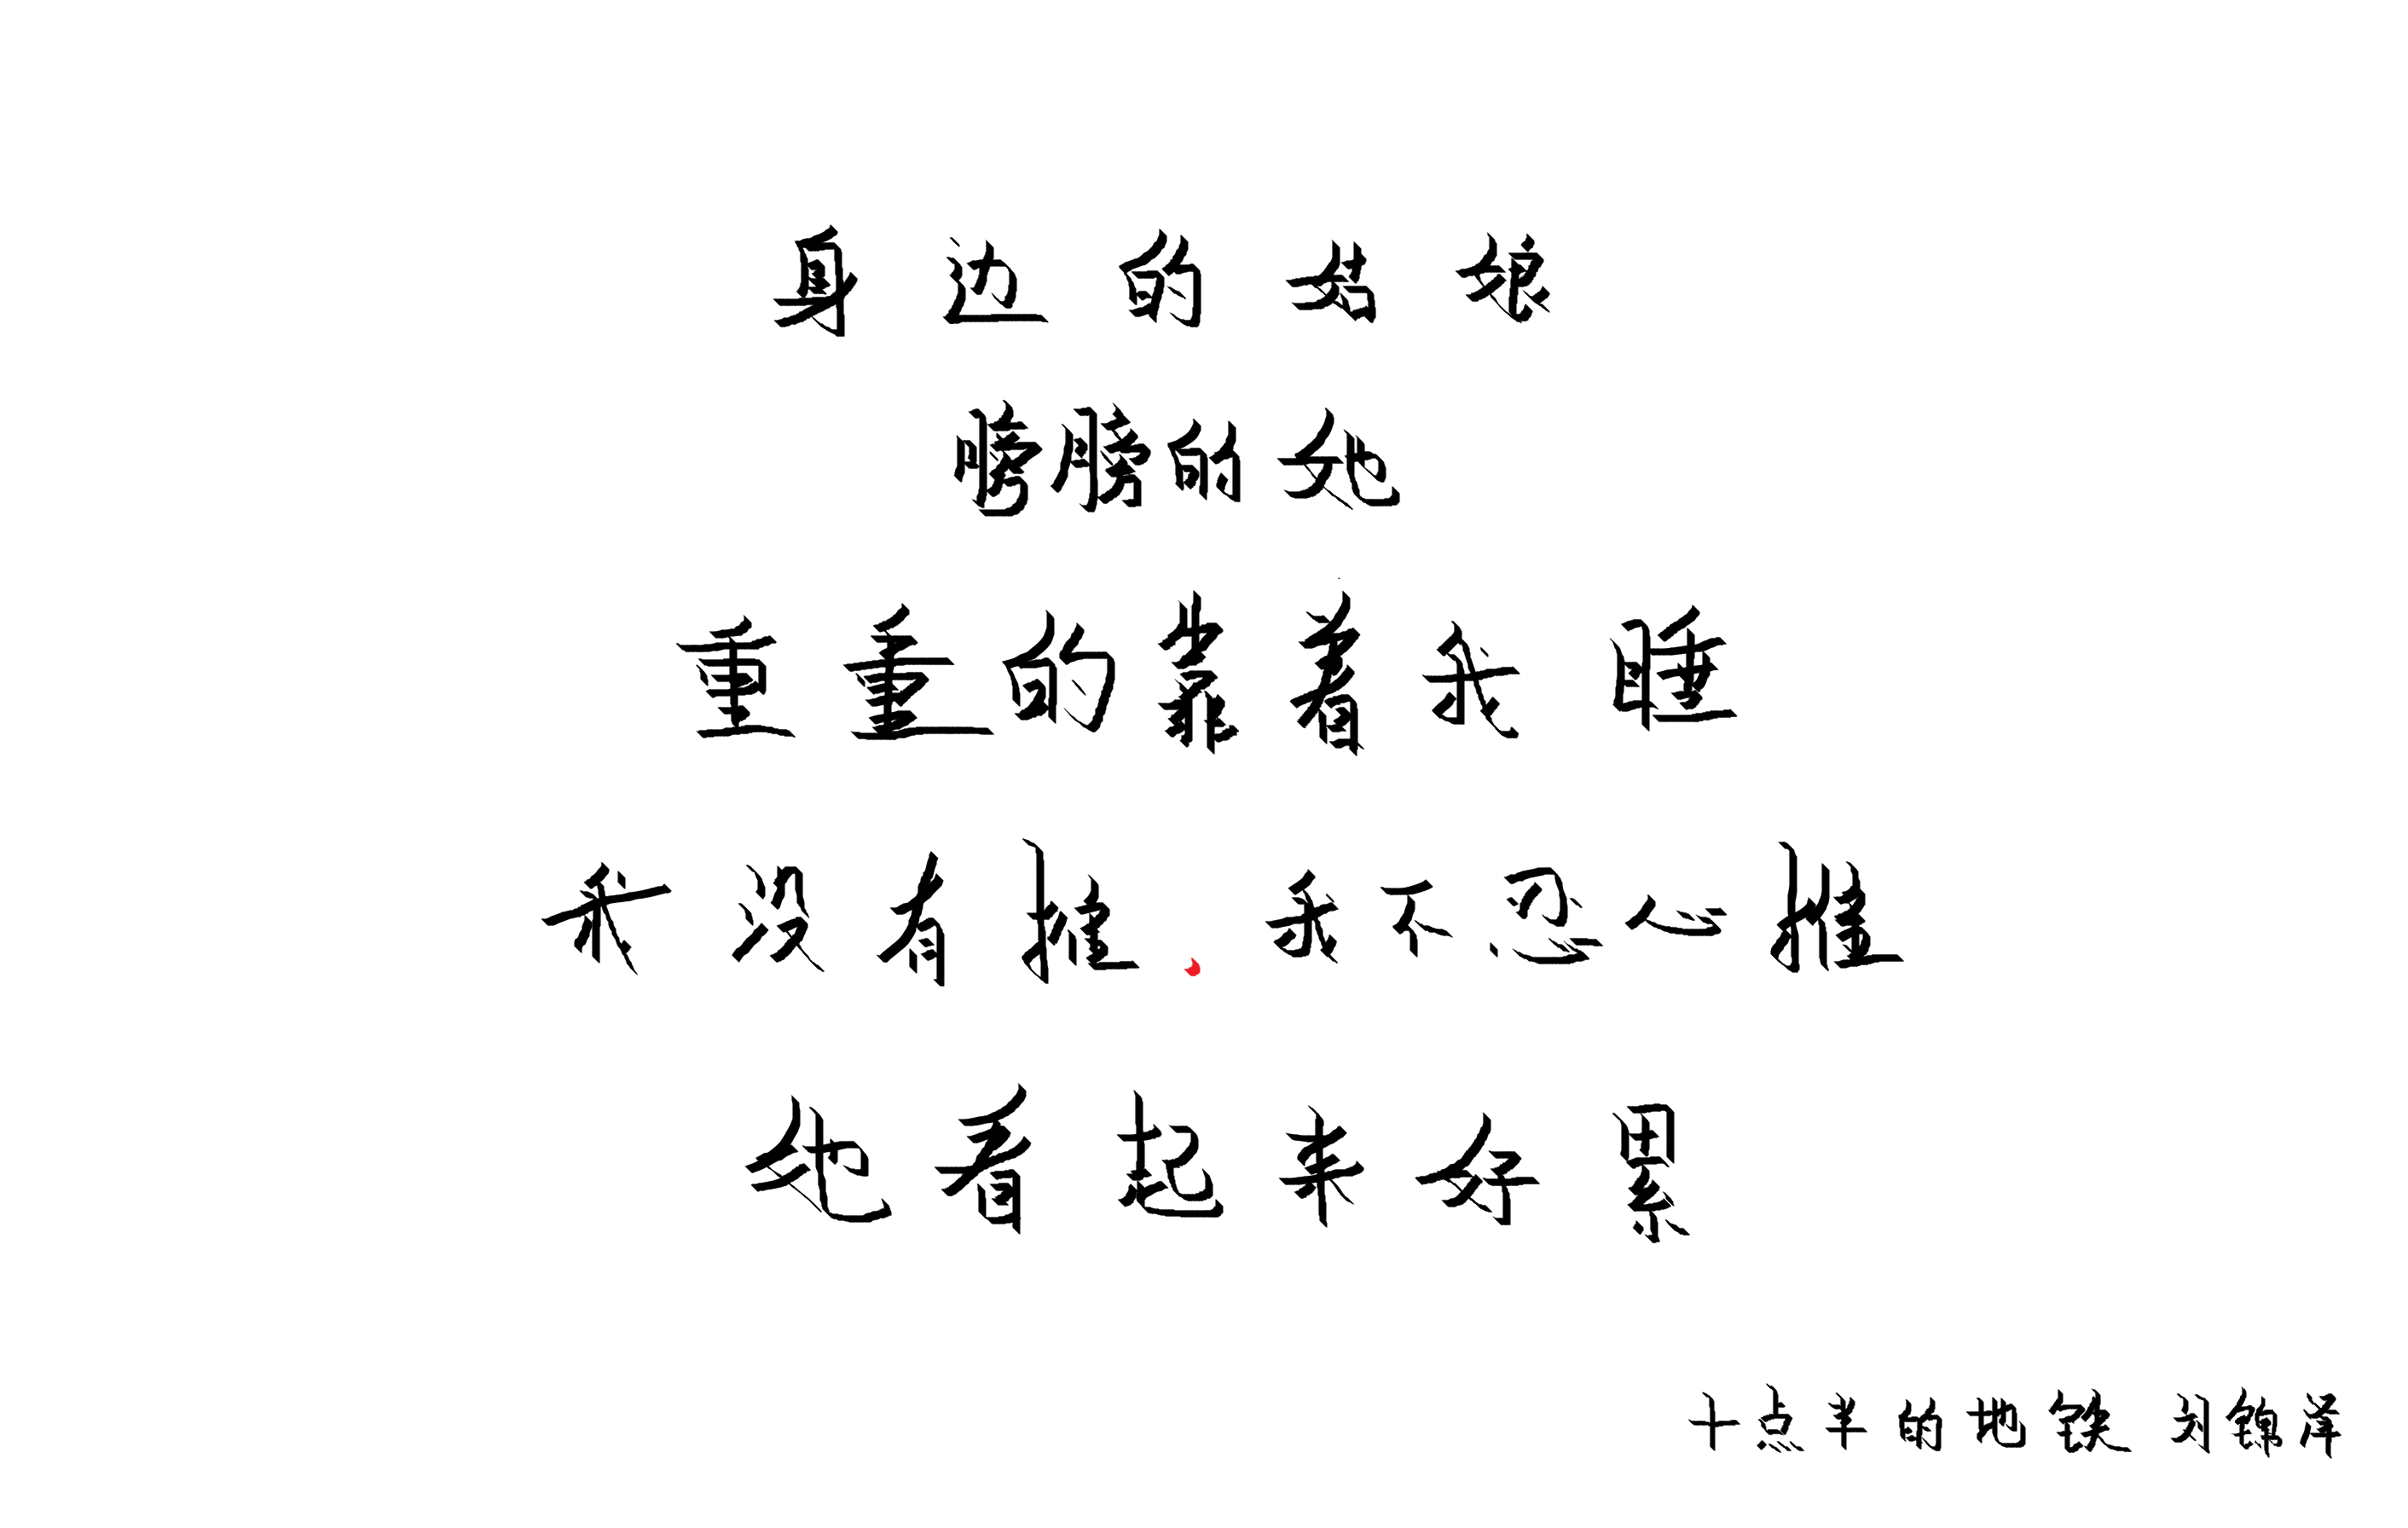 身边的姑娘
膀膀的她
重重的靠着我睡
我没有推.我不忍心推
她看起来好累
十点半的地铁 刘锦泽